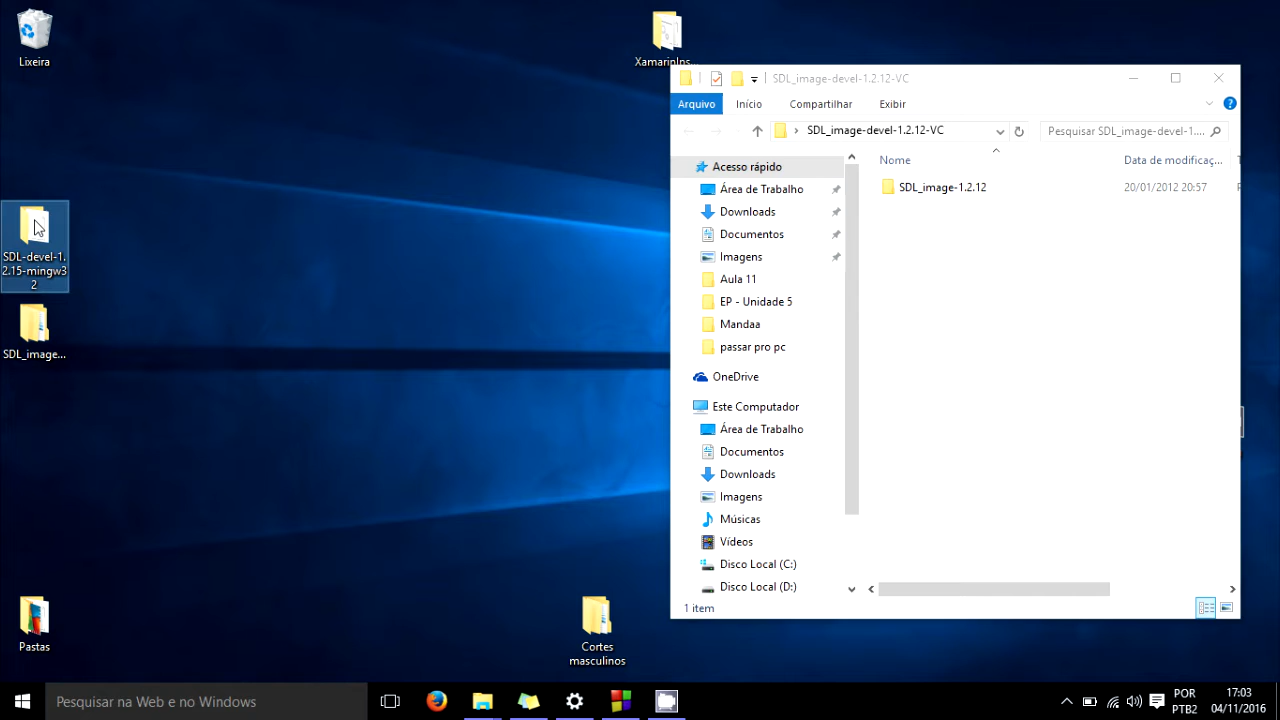 Lixeira
XamarinIns...
SDL_image-devel-1.2.12-VC
Arquivo Início Compartilhar Exibir
SDL_image-devel-1.2.12-VC
Pesquisar SDL_image-devel-1....
Acesso rápido
Área de Trabalho
Downloads
Documentos
Imagens
Aula 11
EP - Unidade 5
Mandaa
passar pro pc
OneDrive
Este Computador
Área de Trabalho
Documentos
Downloads
Imagens
Músicas
Vídeos
Disco Local (C:)
Disco Local (D:)
Nome Data de modificaç...
SDL_image-1.2.12 20/01/2012 20:57
1 item
SDL-devel-1.
2.15-mingw3
2
SDL_image...
Pastas
Cortes
masculinos
Pesquisar na Web e no Windows
POR
PTB2
17:03
04/11/2016